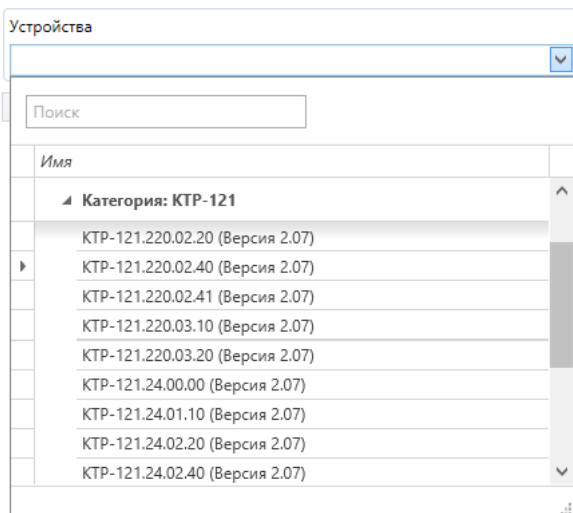 Устройства
Поиск
Имя
Категория: КТР-121
КТР-121.220.02.20 (Версия 2.07)
КТР-121.220.02.40 (Версия 2.07)
КТР-121.220.02.41 (Версия 2.07)
КТР-121.220.03.10 (Версия 2.07)
КТР-121.220.03.20 (Версия 2.07)
КТР-121.24.00.00 (Версия 2.07)
КТР-121.24.01.10 (Версия 2.07)
КТР-121.24.02.20 (Версия 2.07)
КТР-121.24.02.40 (Версия 2.07)